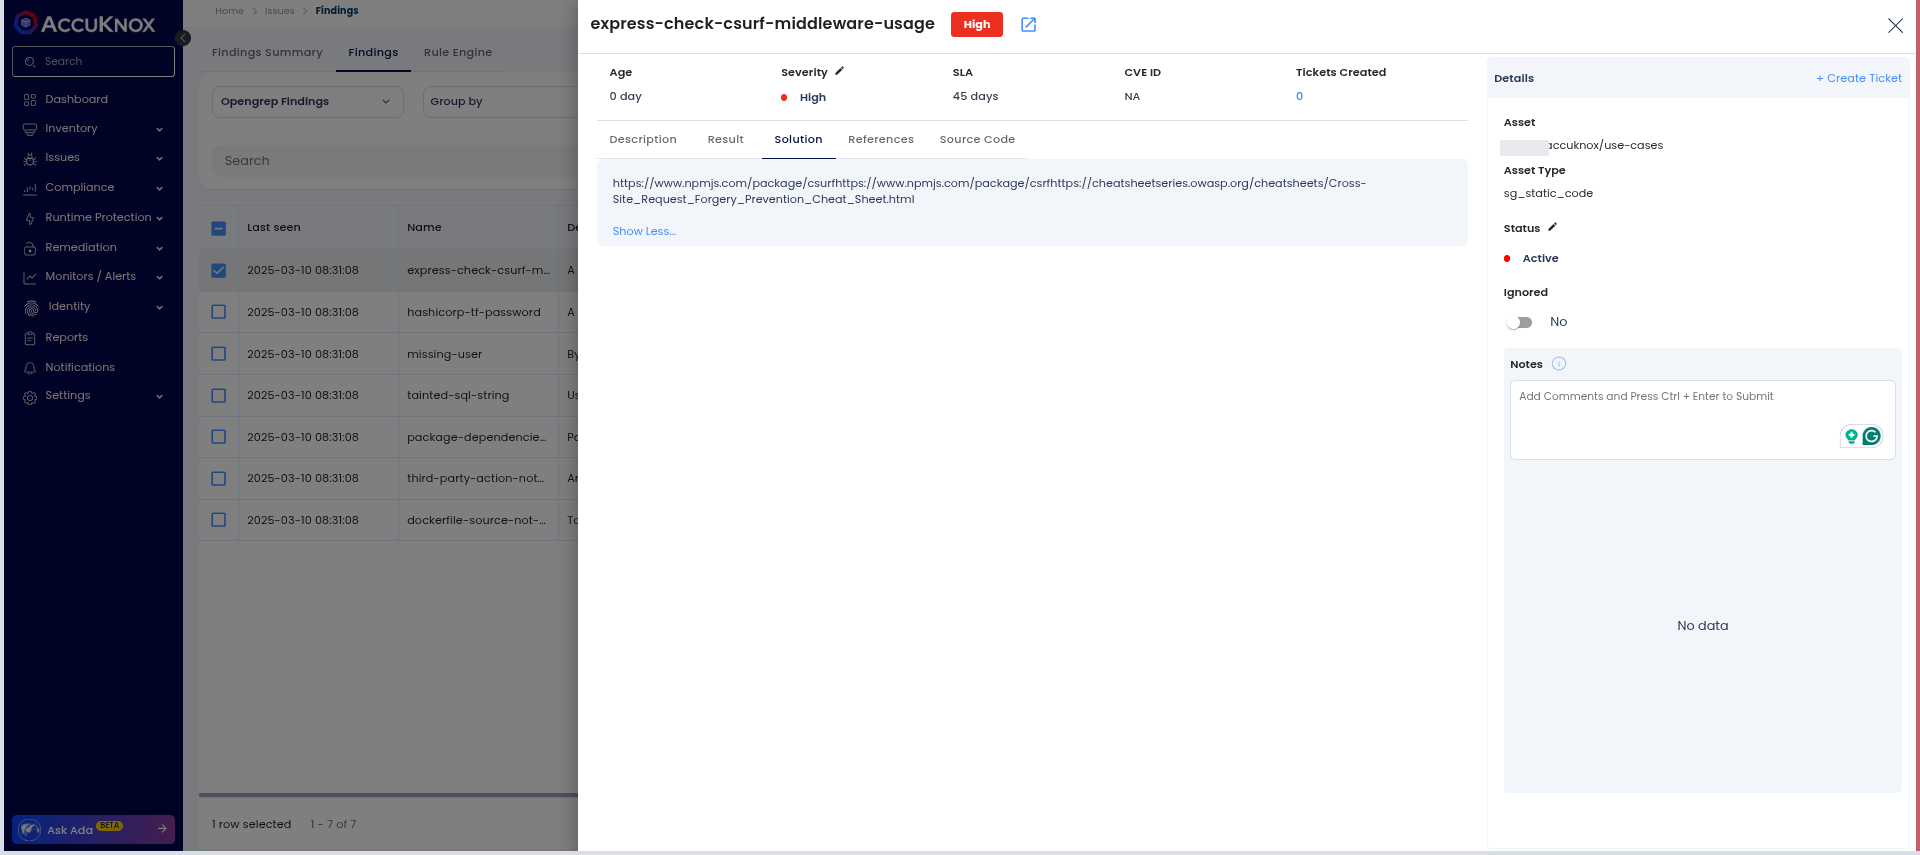 ACCUKNOX
Search
Dashboard
Inventory
Issues
Compliance
Runtime Protection
Remediation
Monitors / Alerts
Identity
Reports
Notifications
Settings
Ask Ada BETA
Home > Issues > Findings
Findings Summary Findings Rule Engine
Opengrep Findings Group by
Search
Last seen Name De
2025-03-10 08:31:08 express-check-csurf-m... A
2025-03-10 08:31:08 hashicorp-tf-password A
2025-03-10 08:31:08 missing-user By
2025-03-10 08:31:08 tainted-sql-string Us
2025-03-10 08:31:08 package-dependencie... Pa
2025-03-10 08:31:08 third-party-action-not... An
2025-03-10 08:31:08 dockerfile-source-not-... To
1 row selected 1 - 7 of 7
express-check-csurf-middleware-usage High
Age Severity SLA CVE ID Tickets Created
0 day High 45 days NA 0
Description Result Solution References Source Code
https://www.npmjs.com/package/csurfhttps://www.npmjs.com/package/csrfhttps://cheatsheetseries.owasp.org/cheatsheets/Cross-
Site_Request_Forgery_Prevention_Cheat_Sheet.html
Show Less...
Details + Create Ticket
Asset
accuknox/use-cases
Asset Type
sg_static_code
Status
Active
Ignored
No
Notes
Add Comments and Press Ctrl + Enter to Submit
No data